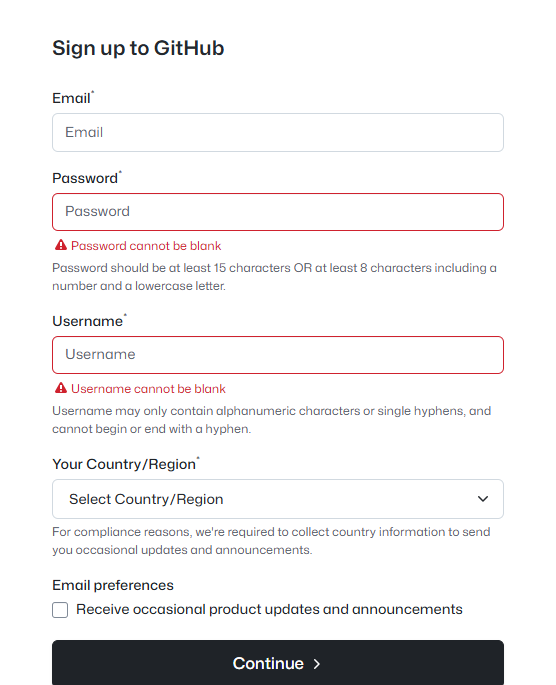 Sign up to GitHub
Email*
Email
Password*
Password
Password cannot be blank
Password should be at least 15 characters OR at least 8 characters including a
number and a lowercase letter.
Username*
Username
Username cannot be blank
Username may only contain alphanumeric characters or single hyphens, and
cannot begin or end with a hyphen.
Your Country/Region*
Select Country/Region
For compliance reasons, we're required to collect country information to send
you occasional updates and announcements.
Email preferences
Receive occasional product updates and announcements
Continue